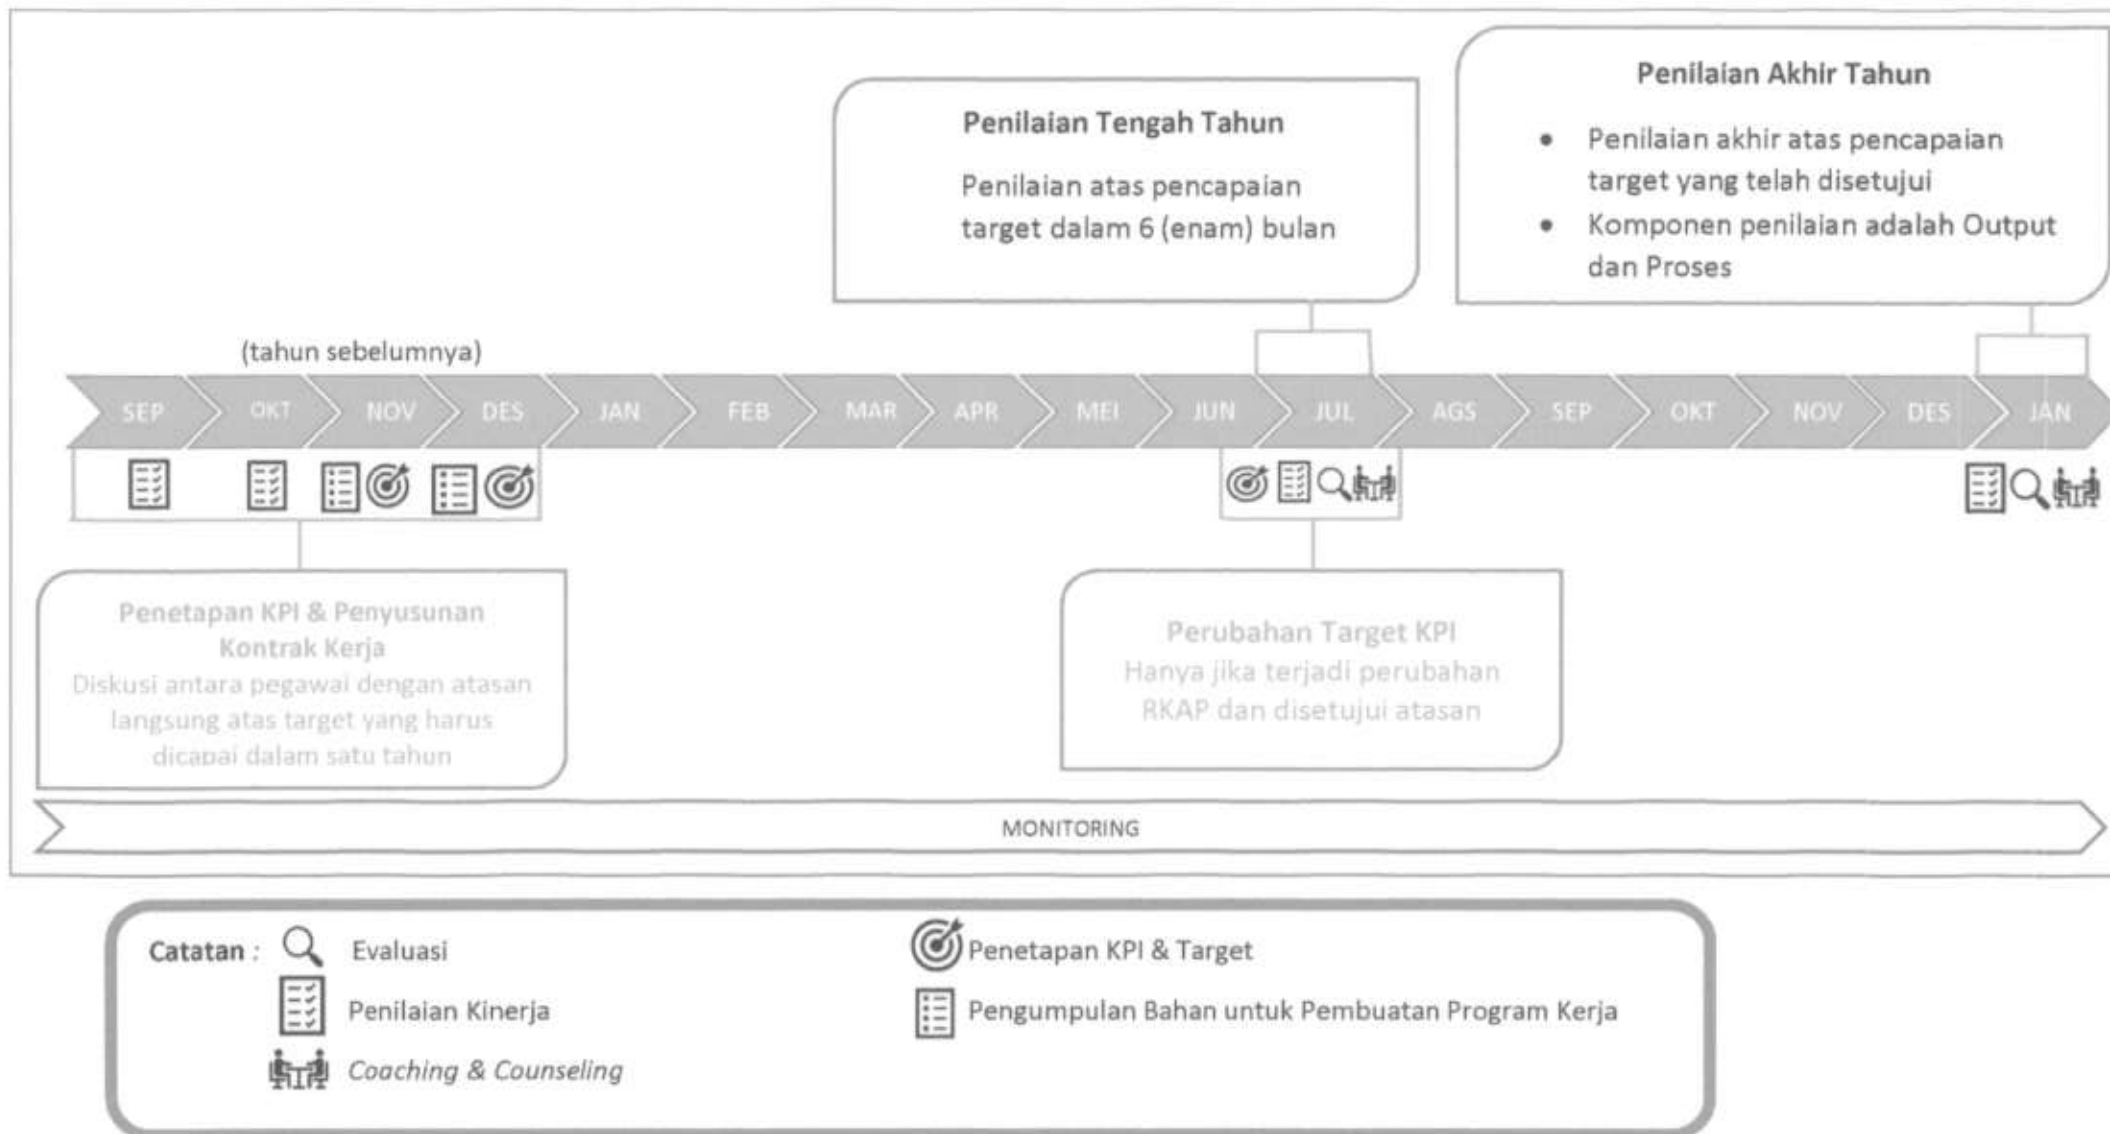 Penilaian Akhir Tahun
• Penilaian akhir atas pencapaian
target yang telah disetujui
• Komponen penilaian adalah Output
dan Proses
Penilaian Tengah Tahun
Penilaian atas pencapaian
target dalam 6 (enam) bulan
(tahun sebelumnya)
SEP OKT NOV DES JAN FEB MAR APR MEI JUN JUL AGS SEP OKT NOV DES JAN
Penetapan KPI & Penyusunan
Kontrak Kerja
Diskusi antara pegawai dengan atasan
langsung atas target yang harus
dicapai dalam satu tahun
Perubahan Target KPI
Hanya jika terjadi perubahan
RKAP dan disetujui atasan
MONITORING
Catatan : Evaluasi
Penilaian Kinerja
Coaching & Counseling
Penetapan KPI & Target
Pengumpulan Bahan untuk Pembuatan Program Kerja